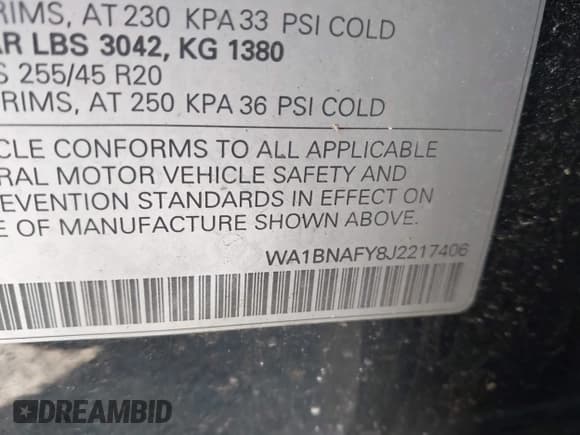 RIMS, AT 230 KPA 33 PSI COLD
AR LBS 3042, KG 1380
S 255/45 R20
RIMS, AT 250 KPA 36 PSI COLD
CLE CONFORMS TO ALL APPLICABLE
ERAL MOTOR VEHICLE SAFETY AND
EVENTION STANDARDS IN EFFECT ON
E OF MANUFACTURE SHOWN ABOVE.
WA1BNAFY8J2217406
DREAMBID